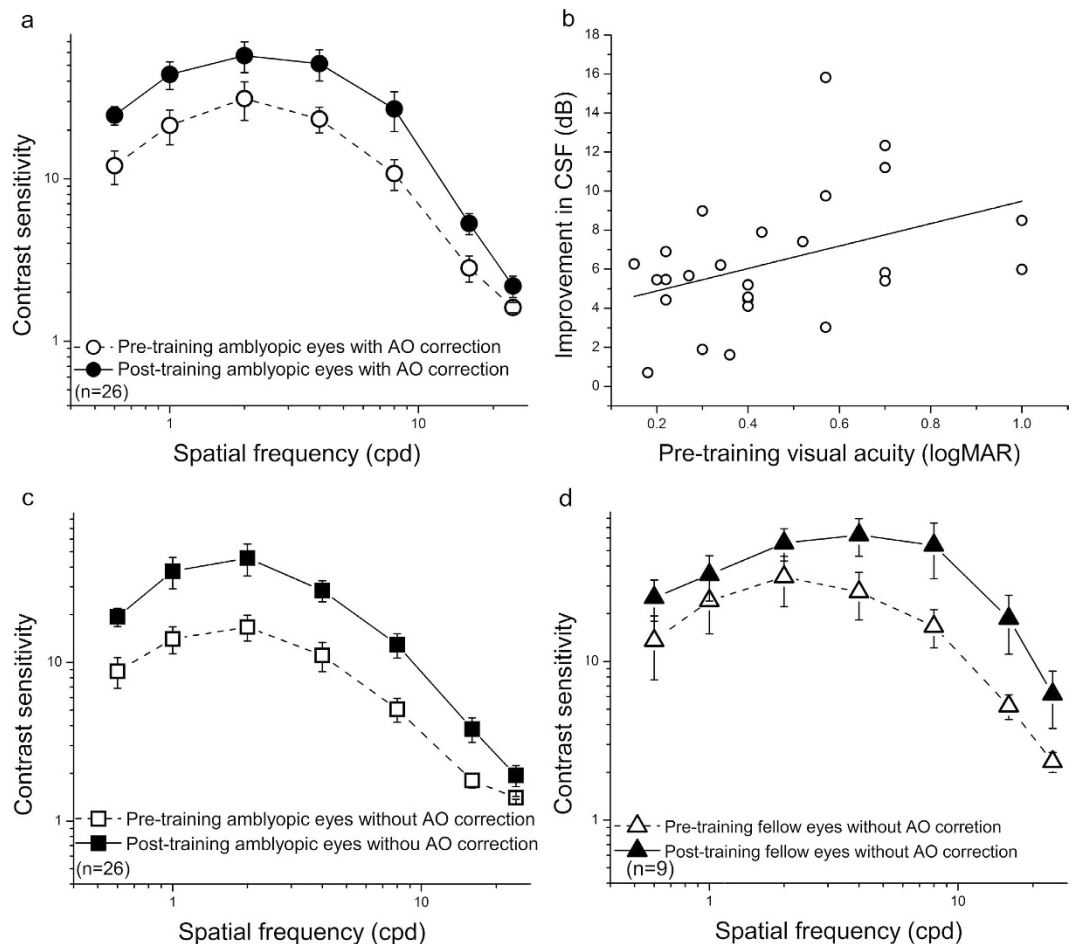 a
Contrast sensitivity
10
1
Pre-training amblyopic eyes with AO correction
Post-training amblyopic eyes with AO correction
(n=26)
1
10
Spatial frequency (cpd)
b
Improvement in CSF (dB)
18
16
14
12
10
8
6
4
2
0
0.2
0.4
0.6
0.8
1.0
Pre-training visual acuity (logMAR)
c
Contrast sensitivity
10
1
Pre-training amblyopic eyes without AO correction
Post-training amblyopic eyes without AO correction
(n=26)
1
10
Spatial frequency (cpd)
d
Contrast sensitivity
10
1
Pre-training fellow eyes without AO corretion
Post-training fellow eyes without AO correction
(n=9)
1
10
Spatial frequency (cpd)